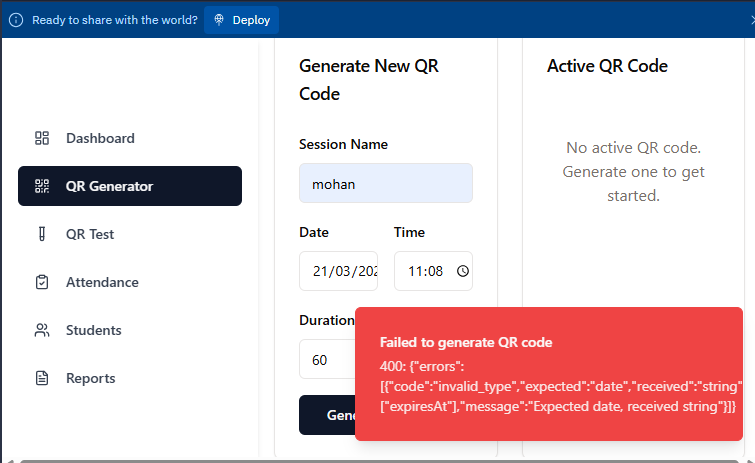 Ready to share with the world? Deploy
Dashboard
QR Generator
QR Test
Attendance
Students
Reports
Generate New QR
Code
Session Name
mohan
Date Time
21/03/202 11:08
Duration
60
Gene
Active QR Code
No active QR code.
Generate one to get
started.
Failed to generate QR code
400: {"errors":
[{"code":"invalid_type","expected":"date","received":"string"
["expiresAt"],"message":"Expected date, received string"}]}